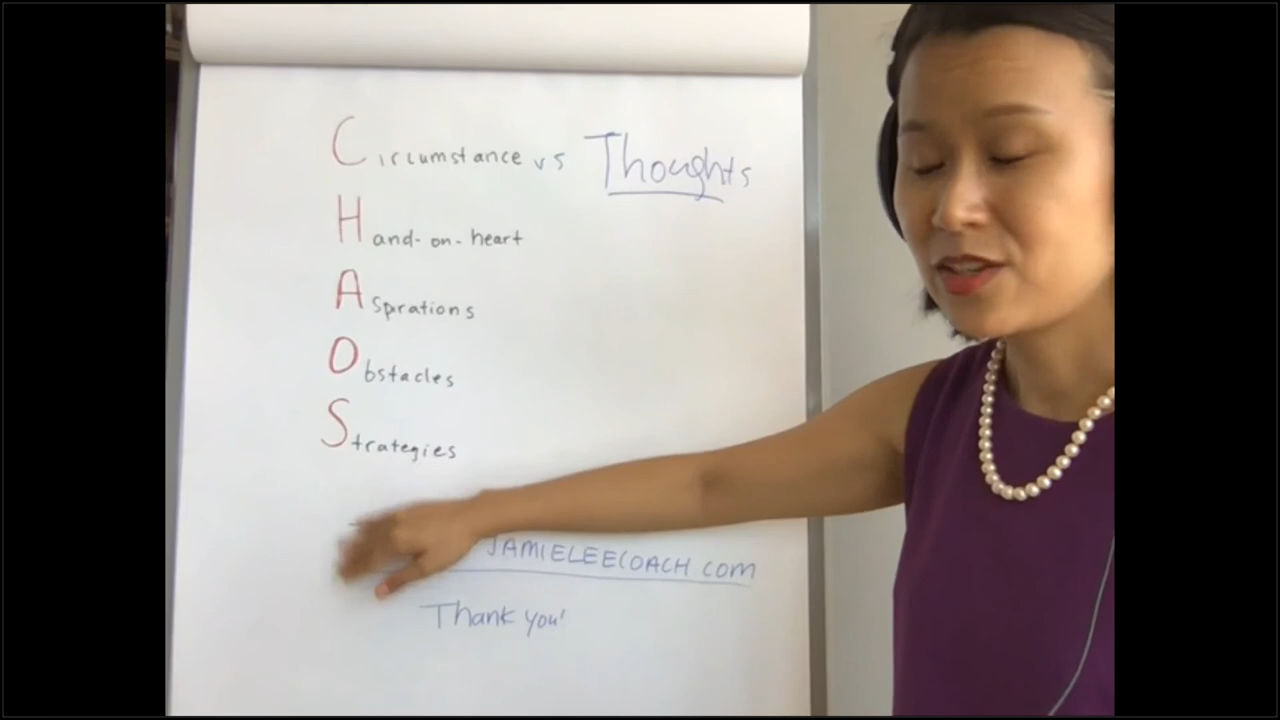 Circumstance vs Thoughts
Hand-on-heart
Aspirations
Obstacles
Strategies
JAMIELEECOACH COM
Thank you!